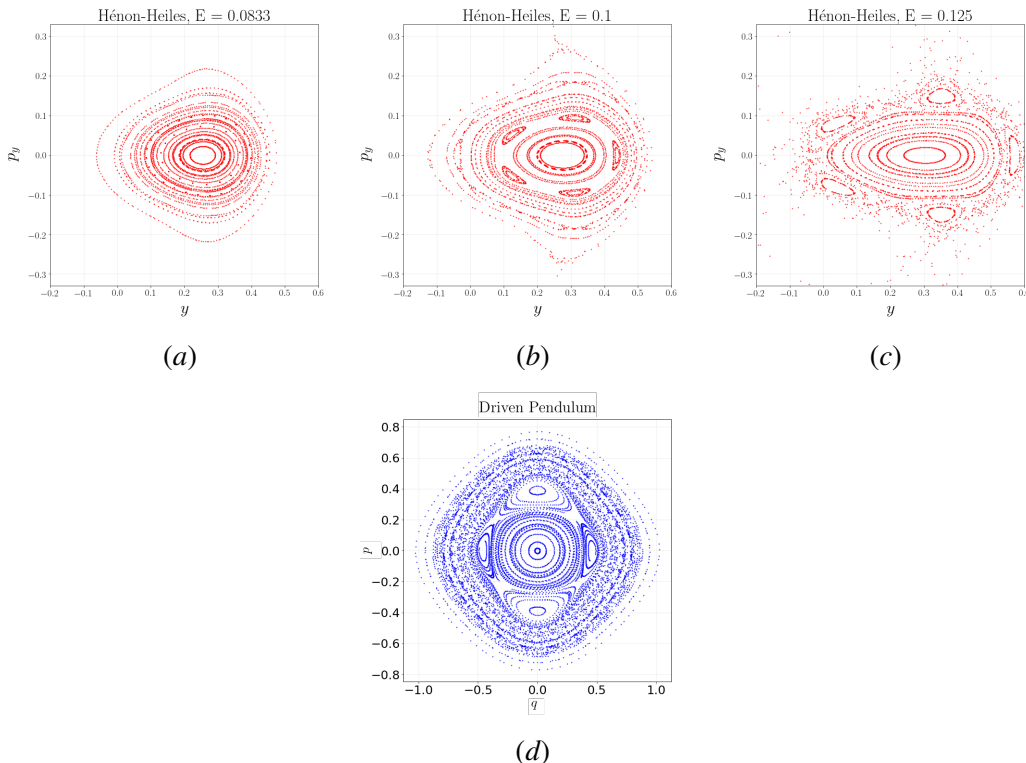 Hénon-Heiles, E = 0.0833
0.3
0.2
0.1
0.0
−0.1
−0.2
−0.3
p_y
−0.2 −0.1 0.0 0.1 0.2 0.3 0.4 0.5 0.6
y
(a)
Hénon-Heiles, E = 0.1
0.3
0.2
0.1
0.0
−0.1
−0.2
−0.3
p_y
−0.2 −0.1 0.0 0.1 0.2 0.3 0.4 0.5 0.6
y
(b)
Hénon-Heiles, E = 0.125
0.3
0.2
0.1
0.0
−0.1
−0.2
−0.3
p_y
−0.2 −0.1 0.0 0.1 0.2 0.3 0.4 0.5 0.6
y
(c)
Driven Pendulum
0.8
0.6
0.4
0.2
0.0
−0.2
−0.4
−0.6
−0.8
p
−1.0 −0.5 0.0 0.5 1.0
q
(d)